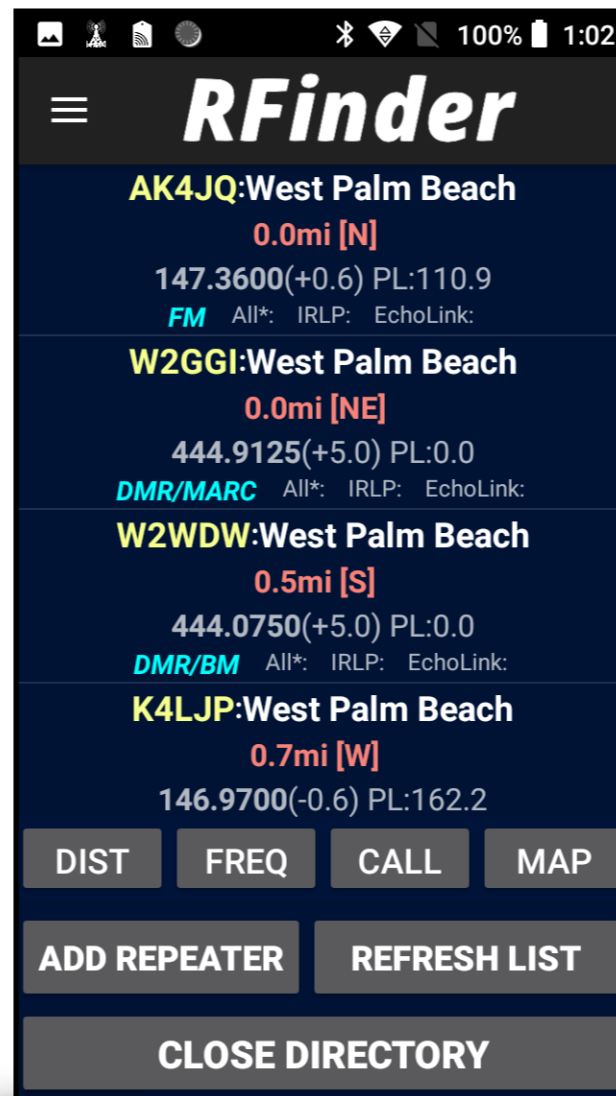 100% 1:02
RFinder
AK4JQ:West Palm Beach
0.0mi [N]
147.3600(+0.6) PL:110.9
FM All*: IRLP: EchoLink:
W2GGI:West Palm Beach
0.0mi [NE]
444.9125(+5.0) PL:0.0
DMR/MARC All*: IRLP: EchoLink:
W2WDW:West Palm Beach
0.5mi [S]
444.0750(+5.0) PL:0.0
DMR/BM All*: IRLP: EchoLink:
K4LJP:West Palm Beach
0.7mi [W]
146.9700(-0.6) PL:162.2
DIST FREQ CALL MAP
ADD REPEATER REFRESH LIST
CLOSE DIRECTORY